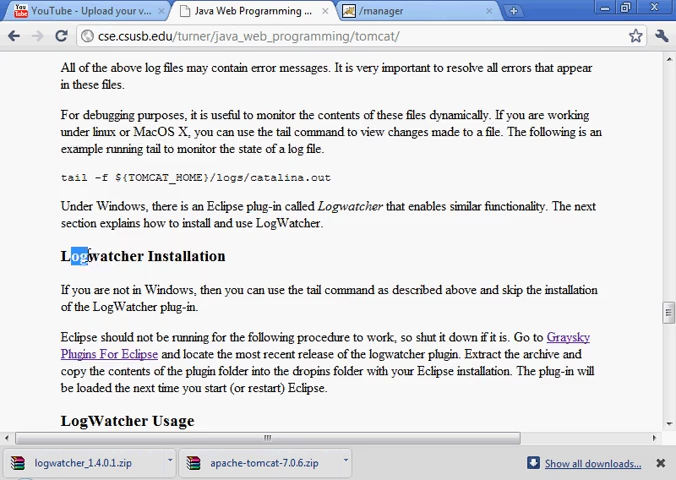 YouTube - Upload your v...
Java Web Programming ...
/manager
cse.csusb.edu/turner/java_web_programming/tomcat/
All of the above log files may contain error messages. It is very important to resolve all errors that appear
in these files.
For debugging purposes, it is useful to monitor the contents of these files dynamically. If you are working
under linux or MacOS X, you can use the tail command to view changes made to a file. The following is an
example running tail to monitor the state of a log file.
tail -f ${TOMCAT_HOME}/logs/catalina.out
Under Windows, there is an Eclipse plug-in called Logwatcher that enables similar functionality. The next
section explains how to install and use LogWatcher.
Logwatcher Installation
If you are not in Windows, then you can use the tail command as described above and skip the installation
of the LogWatcher plug-in.
Eclipse should not be running for the following procedure to work, so shut it down if it is. Go to Graysky
Plugins For Eclipse and locate the most recent release of the logwatcher plugin. Extract the archive and
copy the contents of the plugin folder into the dropins folder with your Eclipse installation. The plug-in will
be loaded the next time you start (or restart) Eclipse.
LogWatcher Usage
logwatcher_1.4.0.1.zip
apache-tomcat-7.0.6.zip
Show all downloads...